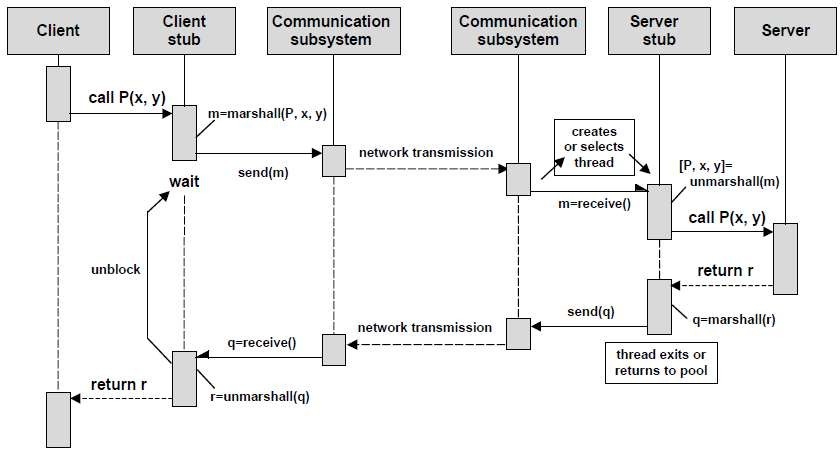 Client
Client
stub
Communication
subsystem
Communication
subsystem
Server
stub
Server
call P(x, y)
m=marshall(P, x, y)
send(m)
network transmission
creates
or selects
thread
[P, x, y]=
unmarshall(m)
m=receive()
call P(x, y)
wait
unblock
return r
send(q)
q=marshall(r)
network transmission
q=receive()
thread exits or
returns to pool
return r
r=unmarshall(q)